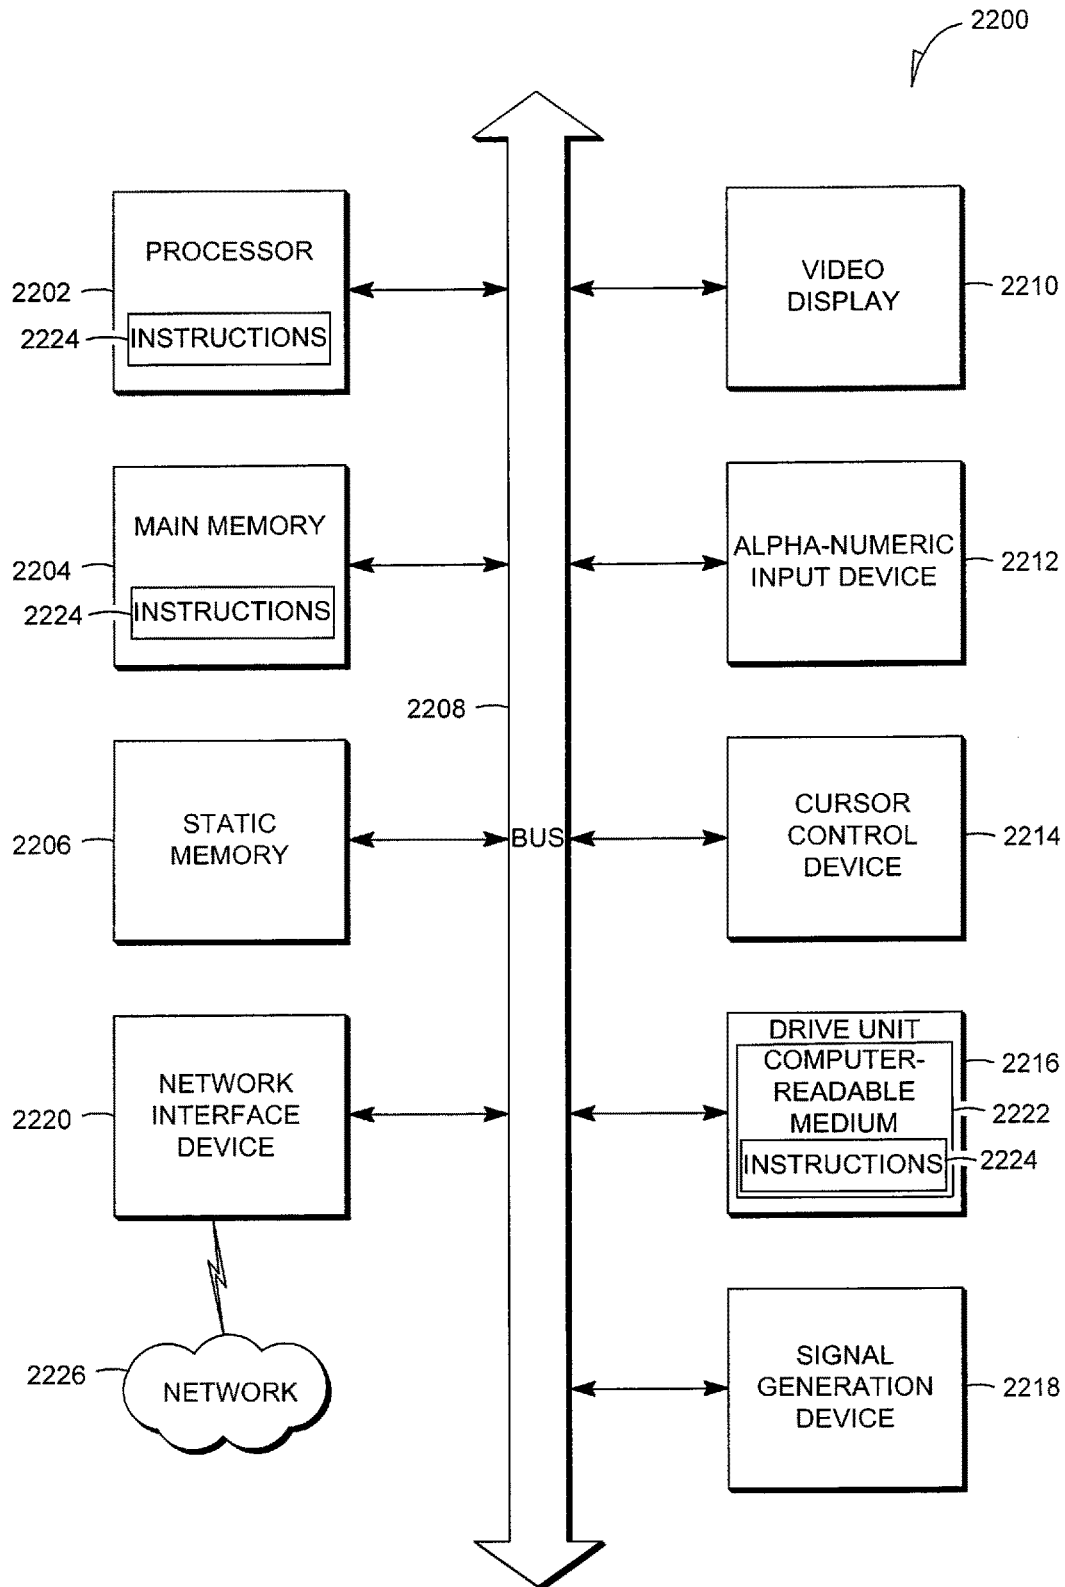 2200
PROCESSOR
2202
2224
INSTRUCTIONS
VIDEO
DISPLAY
2210
MAIN MEMORY
2204
2224
INSTRUCTIONS
ALPHA-NUMERIC
INPUT DEVICE
2212
2208
STATIC
MEMORY
2206
BUS
CURSOR
CONTROL
DEVICE
2214
NETWORK
INTERFACE
DEVICE
2220
DRIVE UNIT
COMPUTER-
READABLE
MEDIUM
INSTRUCTIONS
2216
2222
2224
2226
NETWORK
SIGNAL
GENERATION
DEVICE
2218